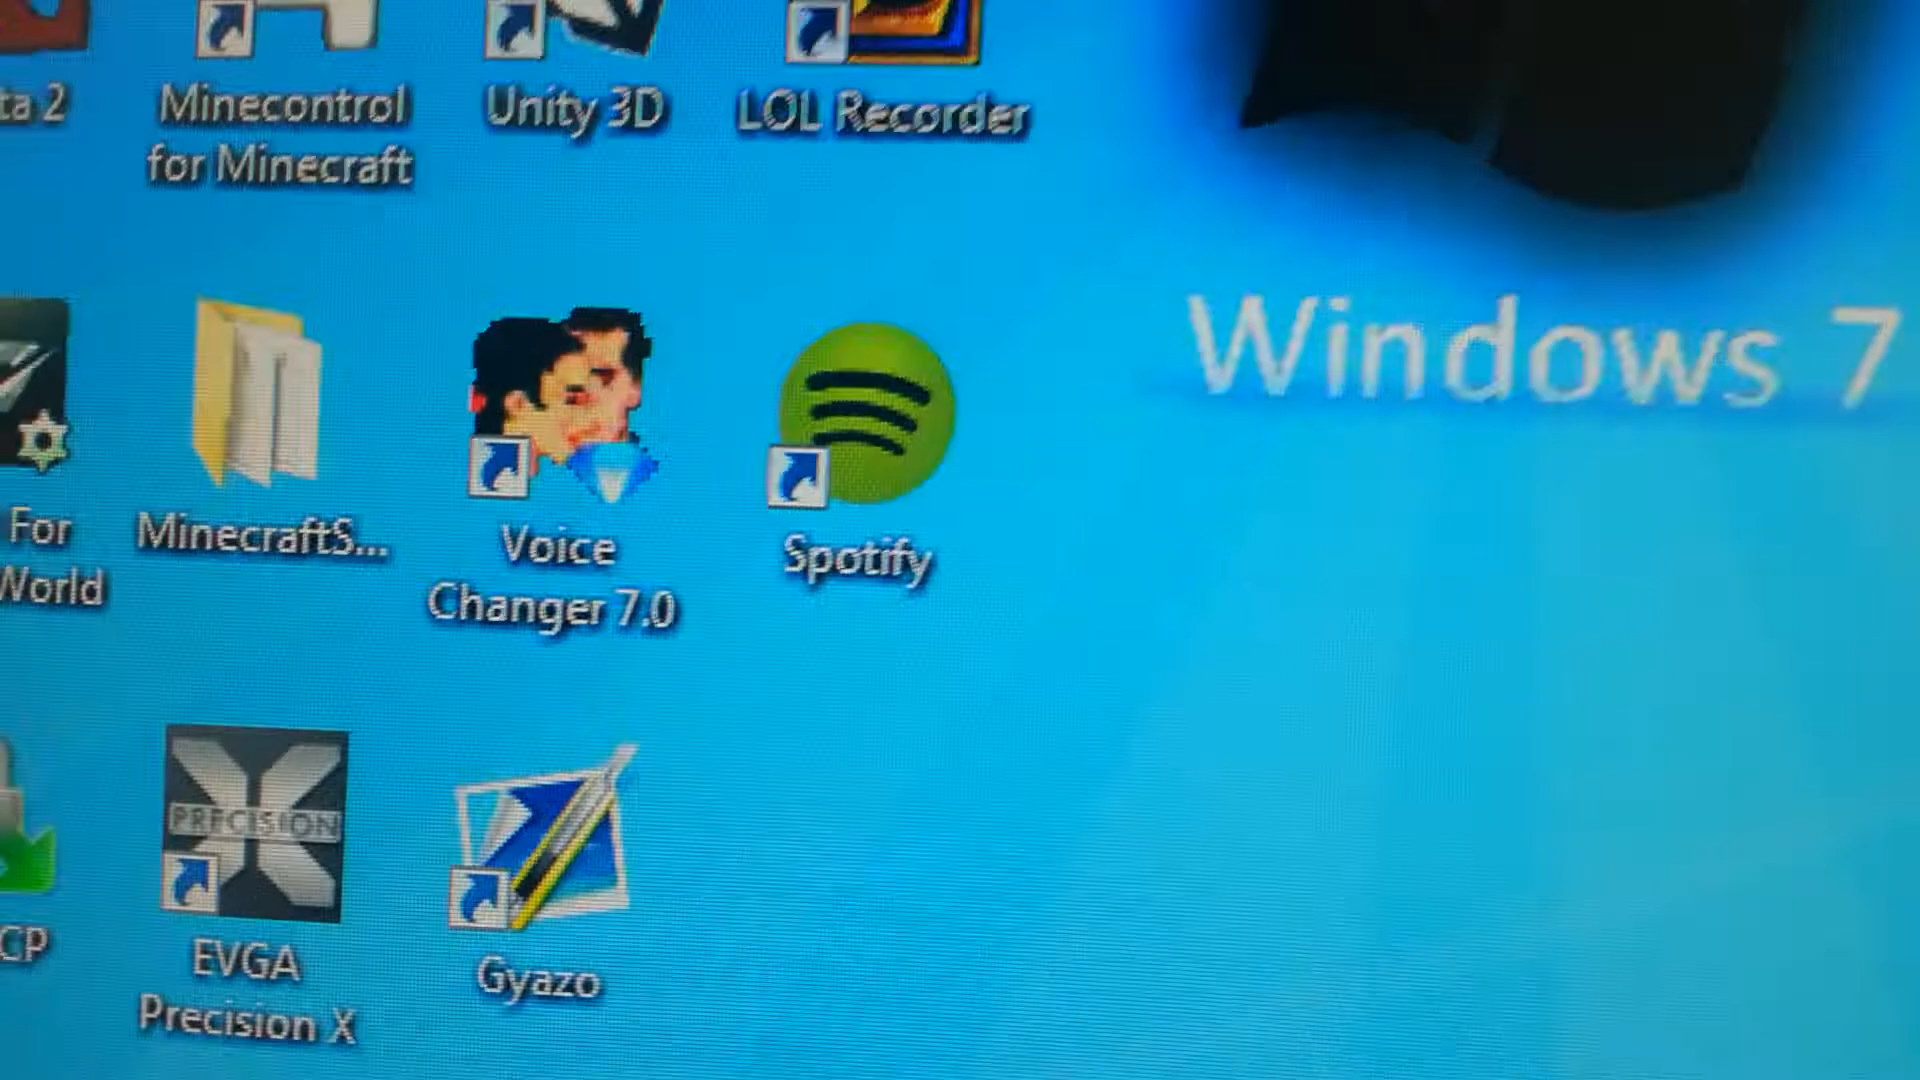 ta 2
Minecontrol
for Minecraft
Unity 3D
LOL Recorder
Windows 7
For
World
MinecraftS...
Voice
Changer 7.0
Spotify
PRECISION
CP
EVGA
Precision X
Gyazo